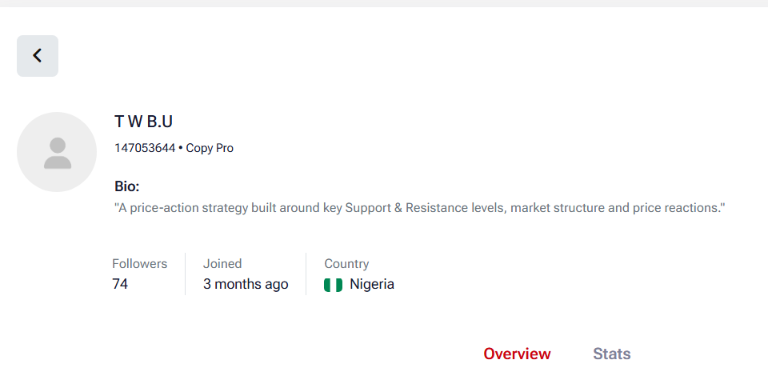 T W B.U
147053644 • Copy Pro
Bio:
"A price-action strategy built around key Support & Resistance levels, market structure and price reactions."
Followers Joined Country
74 3 months ago Nigeria
Overview Stats